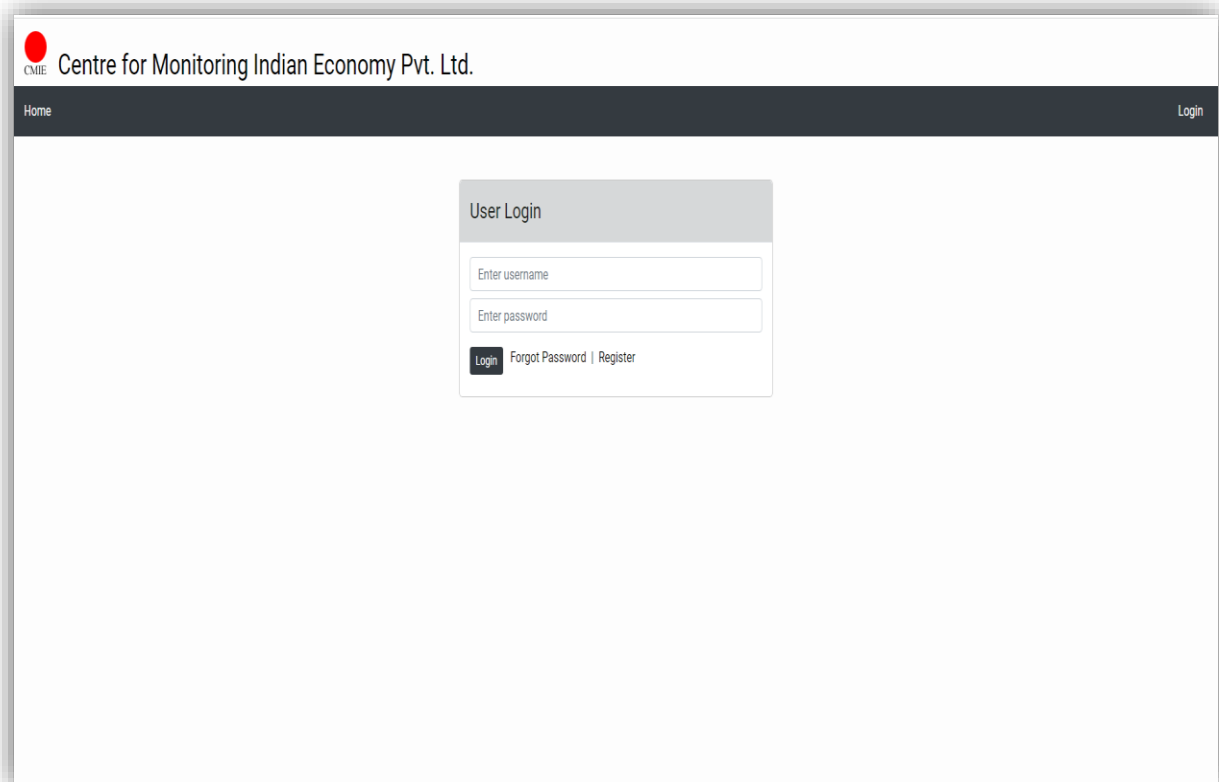 CMIE
Centre for Monitoring Indian Economy Pvt. Ltd.
Home Login
User Login
Enter username
Enter password
Login Forgot Password | Register